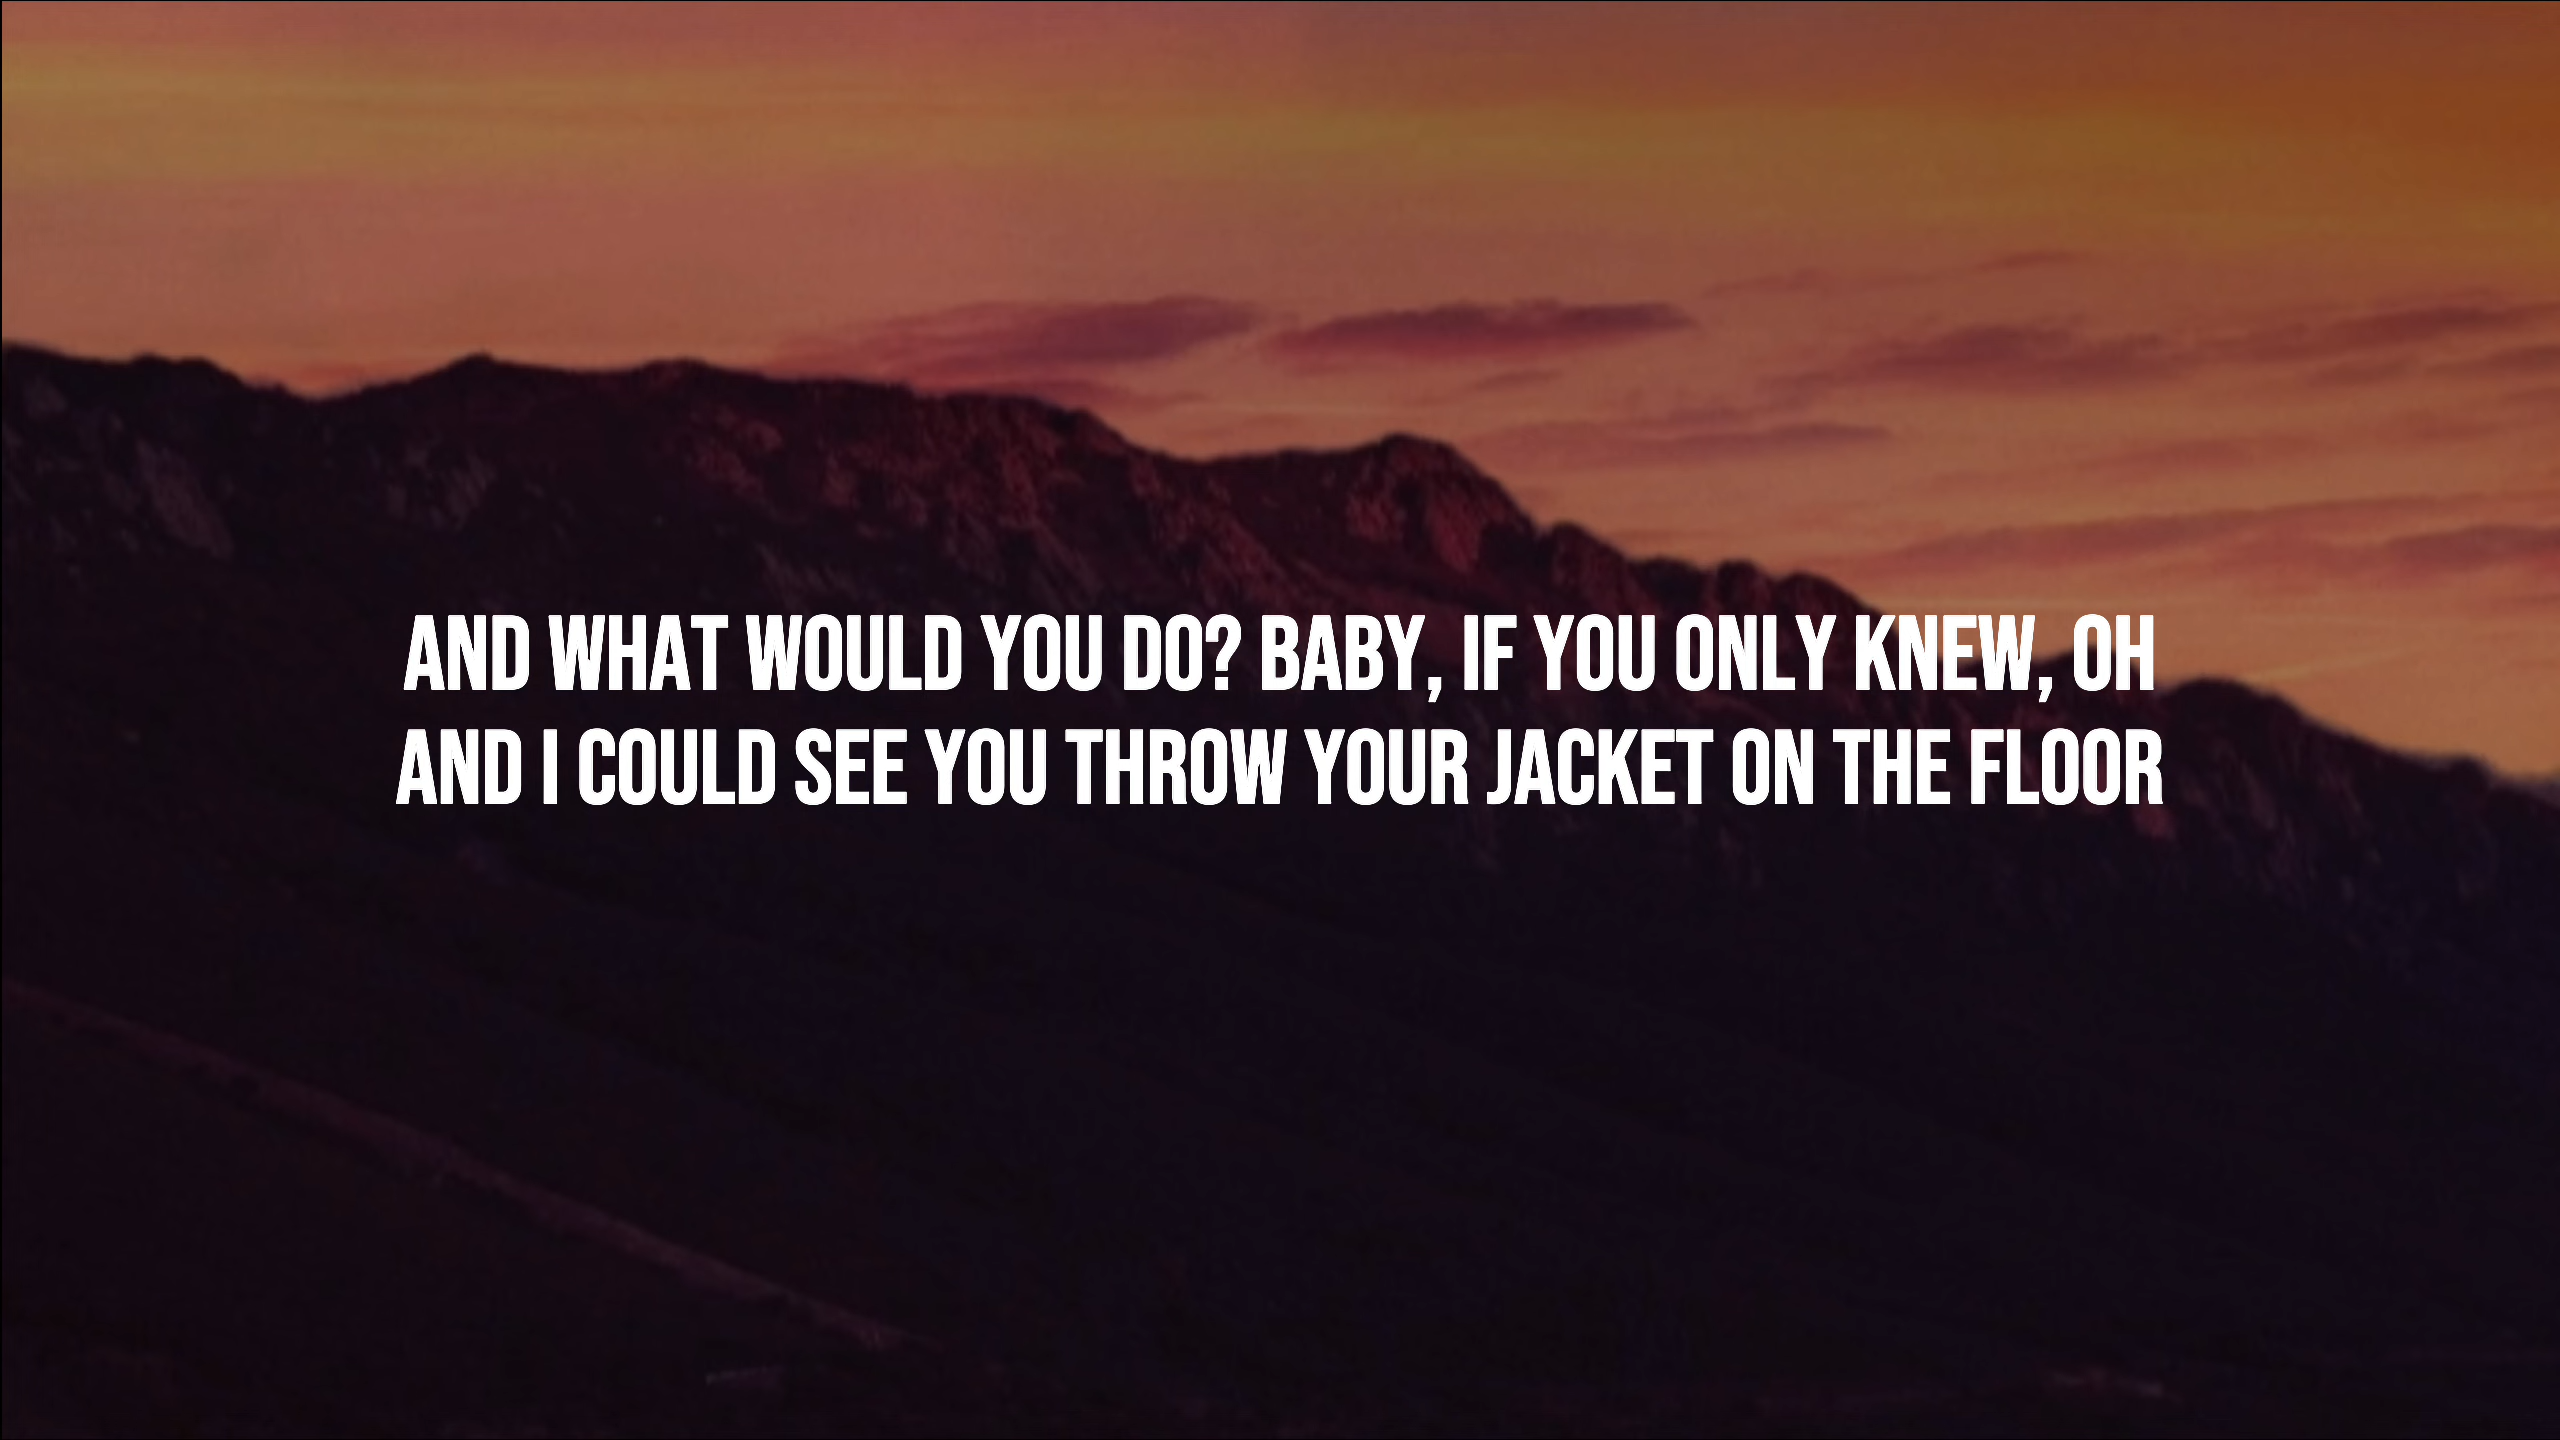 AND WHAT WOULD YOU DO? BABY, IF YOU ONLY KNEW, OH
AND I COULD SEE YOU THROW YOUR JACKET ON THE FLOOR